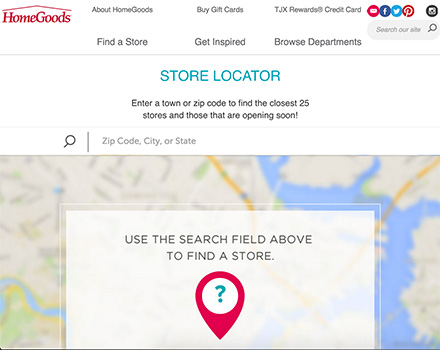 HomeGoods
About HomeGoods Buy Gift Cards TJX Rewards® Credit Card
Search our site
Find a Store Get Inspired Browse Departments
STORE LOCATOR
Enter a town or zip code to find the closest 25
stores and those that are opening soon!
Zip Code, City, or State
USE THE SEARCH FIELD ABOVE
TO FIND A STORE.
?